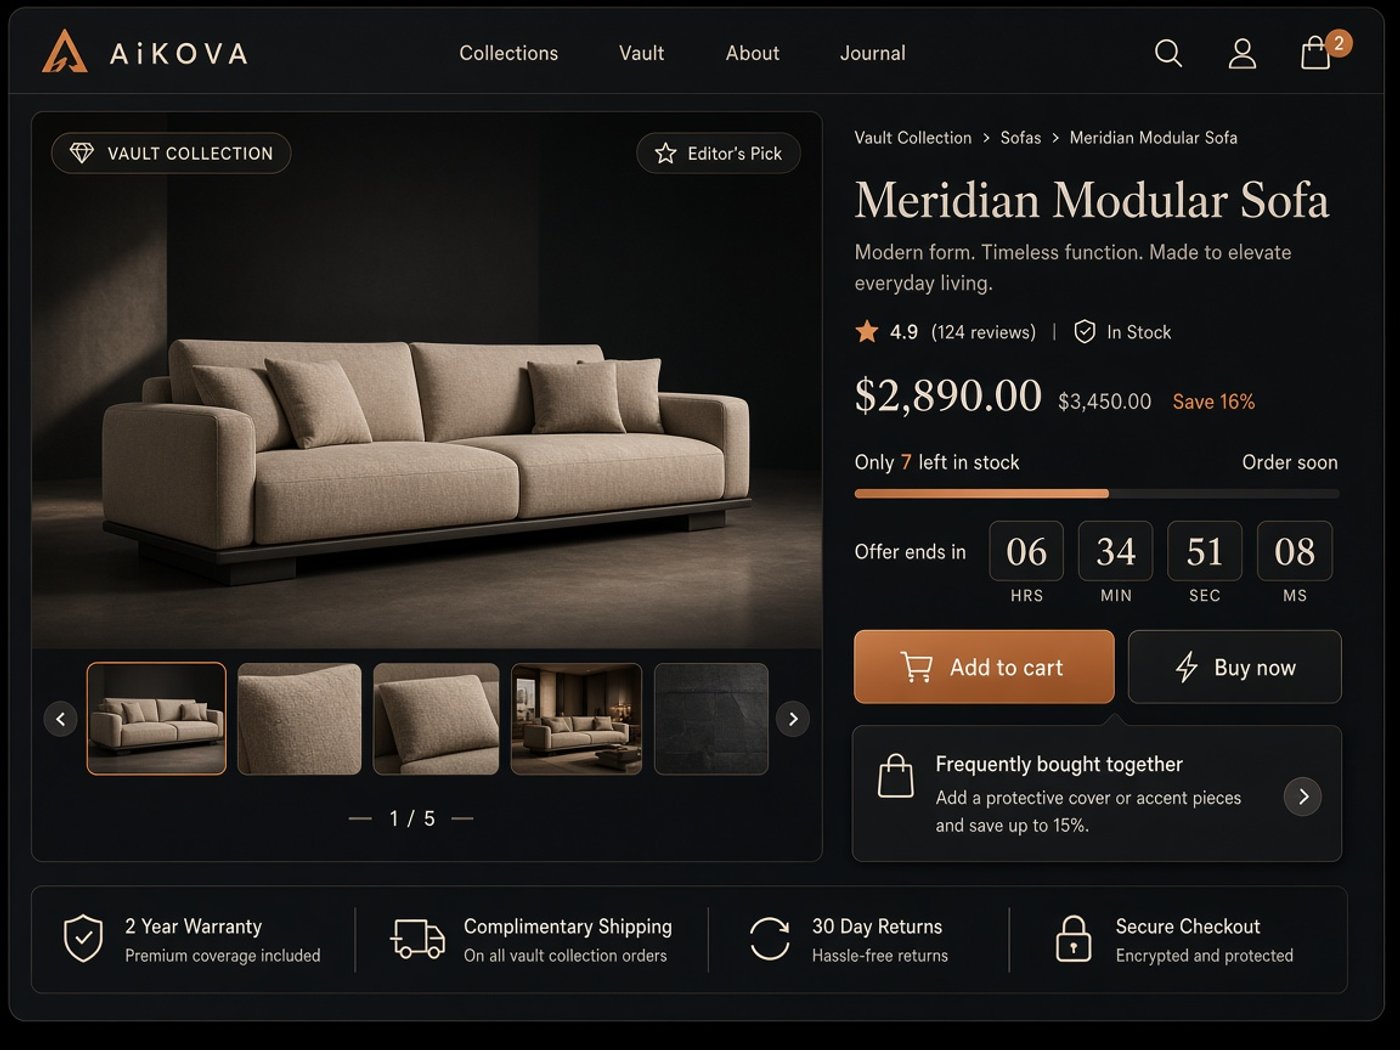 AiKOVA
Collections
Vault
About
Journal
2
VAULT COLLECTION
Editor's Pick
1 / 5
Vault Collection > Sofas > Meridian Modular Sofa
Meridian Modular Sofa
Modern form. Timeless function. Made to elevate
everyday living.
4.9 (124 reviews) | In Stock
$2,890.00 $3,450.00 Save 16%
Only 7 left in stock
Order soon
Offer ends in
06 34 51 08
HRS MIN SEC MS
Add to cart
Buy now
Frequently bought together
Add a protective cover or accent pieces
and save up to 15%.
2 Year Warranty
Premium coverage included
Complimentary Shipping
On all vault collection orders
30 Day Returns
Hassle-free returns
Secure Checkout
Encrypted and protected